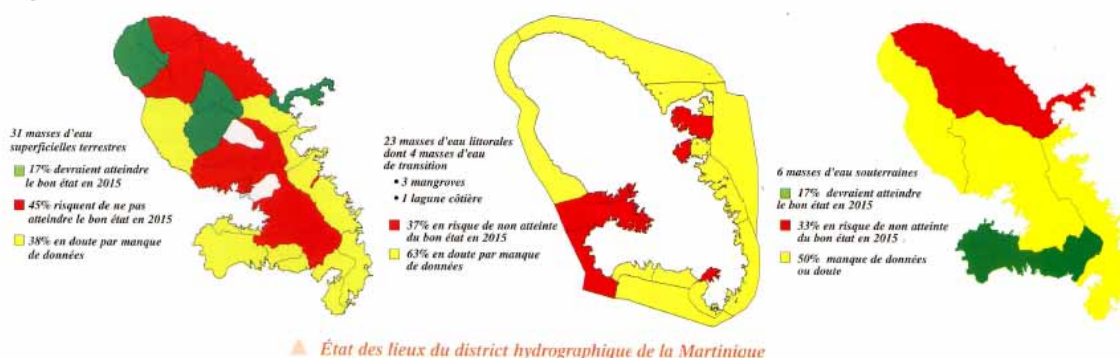 31 masses d'eau
superficielles terrestres
17% devraient atteindre
le bon état en 2015
45% risquent de ne pas
atteindre le bon état en 2015
38% en doute par manque
de données
23 masses d'eau littorales
dont 4 masses d'eau
de transition
• 3 mangroves
• 1 lagune côtière
37% en risque de non atteinte
du bon état en 2015
63% en doute par manque
de données
6 masses d'eau souterraines
17% devraient atteindre
le bon état en 2015
33% en risque de non atteinte
du bon état en 2015
50% manque de données
ou doute
État des lieux du district hydrographique de la Martinique